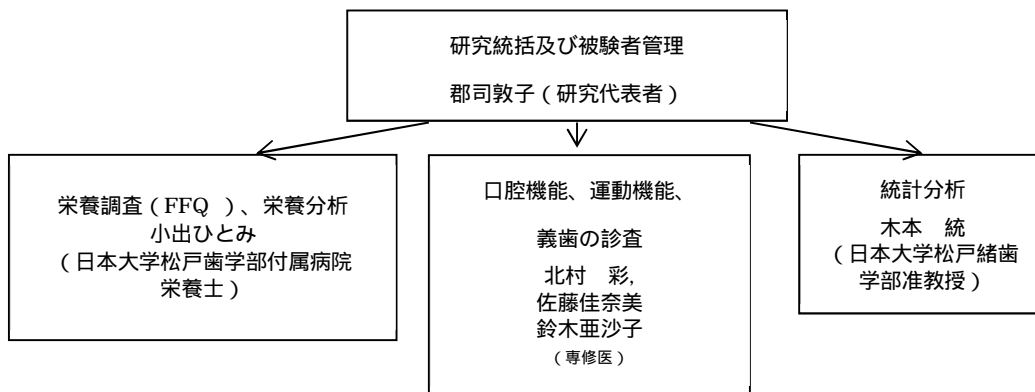 研究統括及び被験者管理
郡司敦子(研究代表者)
栄養調査(FFQ )、栄養分析
小出ひとみ
(日本大学松戸歯学部付属病院
栄養士)
口腔機能、運動機能、
義歯の診査
北村 彩,
佐藤佳奈美
鈴木亜沙子
(専修医)
統計分析
木本 統
(日本大学松戸緒歯
学部准教授)